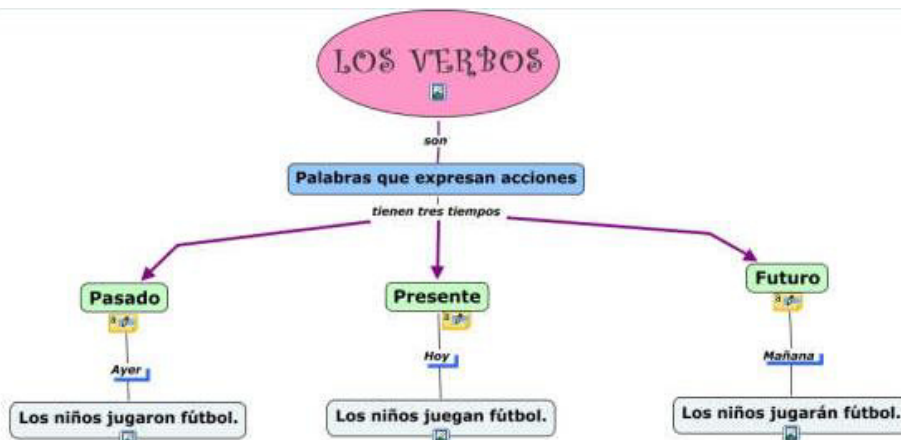 LOS VERBOS
son
Palabras que expresan acciones
tienen tres tiempos
Pasado
Presente
Futuro
Ayer
Hoy
Mañana
Los niños jugaron fútbol.
Los niños juegan fútbol.
Los niños jugarán fútbol.